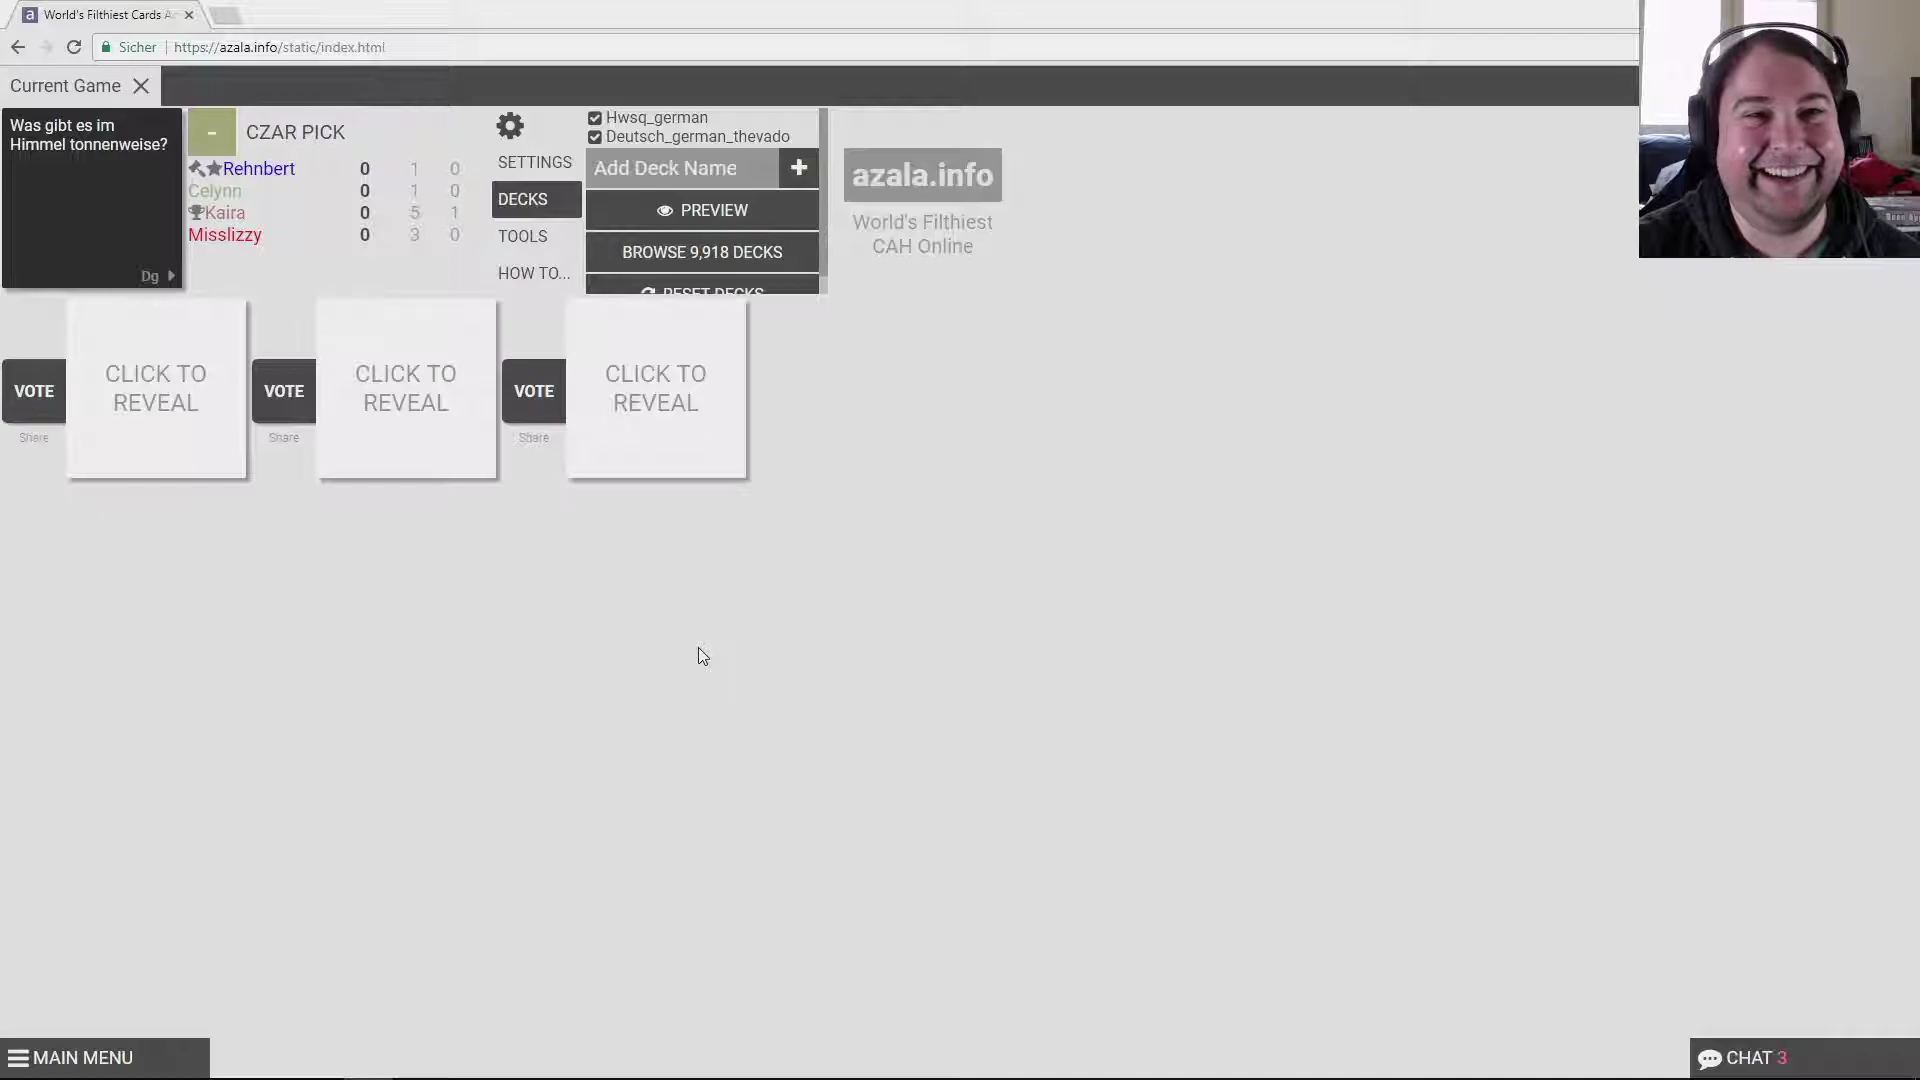 World's Filthiest Cards A
Sicher
https://azala.info/static/index.html
Current Game
Was gibt es im
Himmel tonnenweise?
Dg
-
CZAR PICK
Rehnbert 0 1 0
Celynn 0 1 0
Kaira 0 5 1
Misslizzy 0 3 0
SETTINGS
DECKS
TOOLS
HOW TO...
Hwsq_german
Deutsch_german_thevado
Add Deck Name
PREVIEW
BROWSE 9,918 DECKS
RESET DECKS
azala.info
World's Filthiest
CAH Online
VOTE
Share
CLICK TO
REVEAL
VOTE
Share
CLICK TO
REVEAL
VOTE
Share
CLICK TO
REVEAL
MAIN MENU
CHAT 3